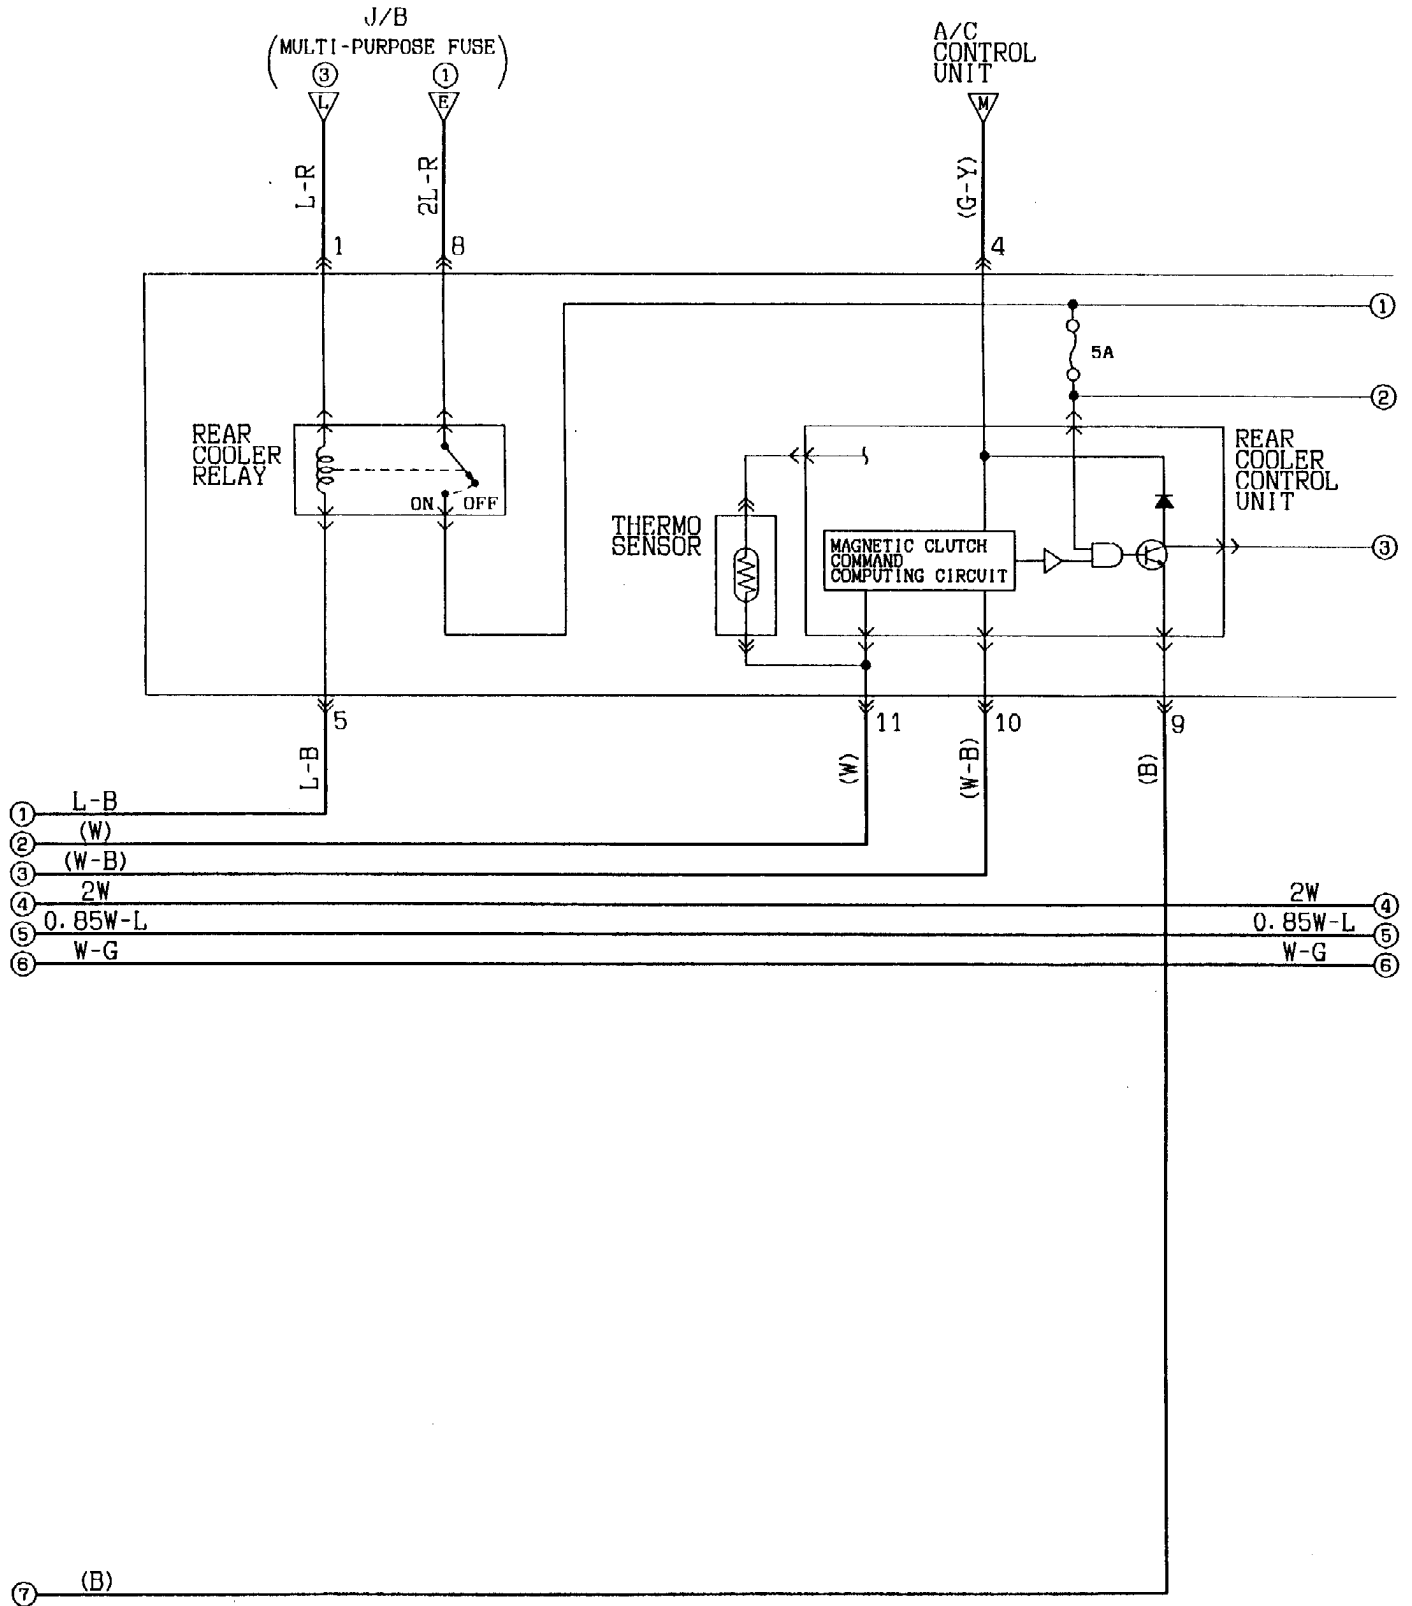 J/B
(MULTI-PURPOSE FUSE)
③ ①
L E
A/C
CONTROL
UNIT
M
L-R
2L-R
(G-Y)
1 8 4
①
5A
②
REAR
COOLER
RELAY
ON OFF
THERMO
SENSOR
REAR
COOLER
CONTROL
UNIT
MAGNETIC CLUTCH
COMMAND
COMPUTING CIRCUIT
③
5 11 10 9
L-B
(W)
(W-B)
(B)
① L-B
② (W)
③ (W-B)
④ 2W 2W ④
⑤ 0.85W-L 0.85W-L ⑤
⑥ W-G W-G ⑥
⑦ (B)